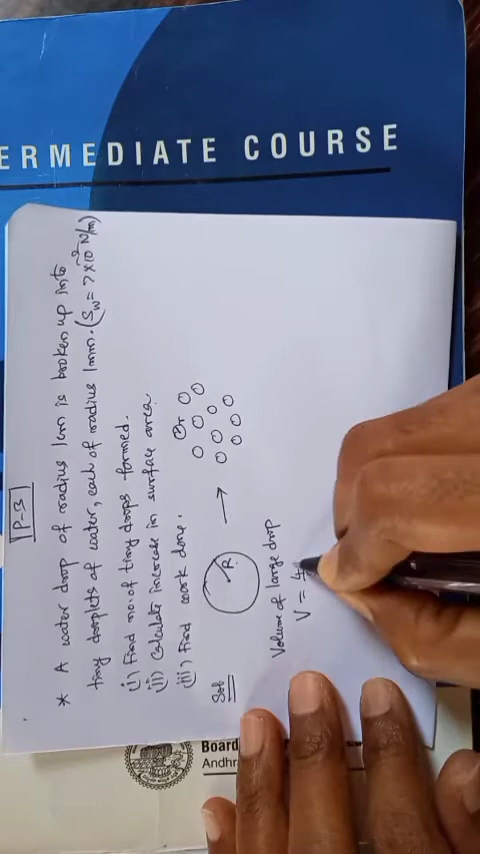 ERMEDIATE COURSE
P-3
* A water drop of radius 1cm is broken up into
tiny droplets of water, each of radius 1mm. (Sw = 7×10⁻² N/m)
(i) Find no. of tiny drops formed.
(ii) Calculate increase in surface area
(iii) Find work done.
Sol
R
r
Volume of large drop
V = 4
Board
Andhra